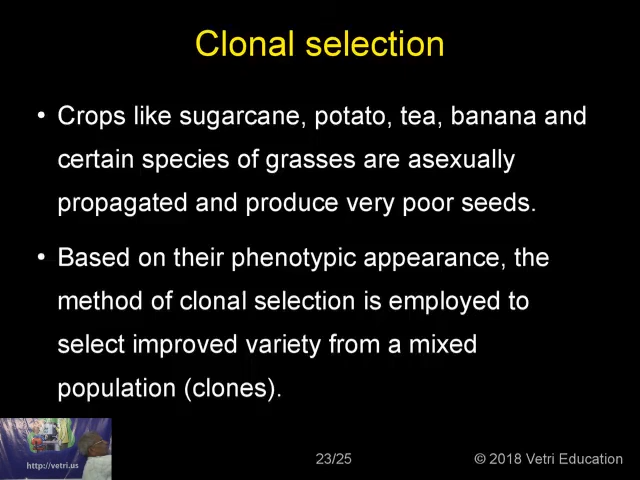 Clonal selection
• Crops like sugarcane, potato, tea, banana and
certain species of grasses are asexually
propagated and produce very poor seeds.
• Based on their phenotypic appearance, the
method of clonal selection is employed to
select improved variety from a mixed
population (clones).
http://vetri.us
23/25
© 2018 Vetri Education